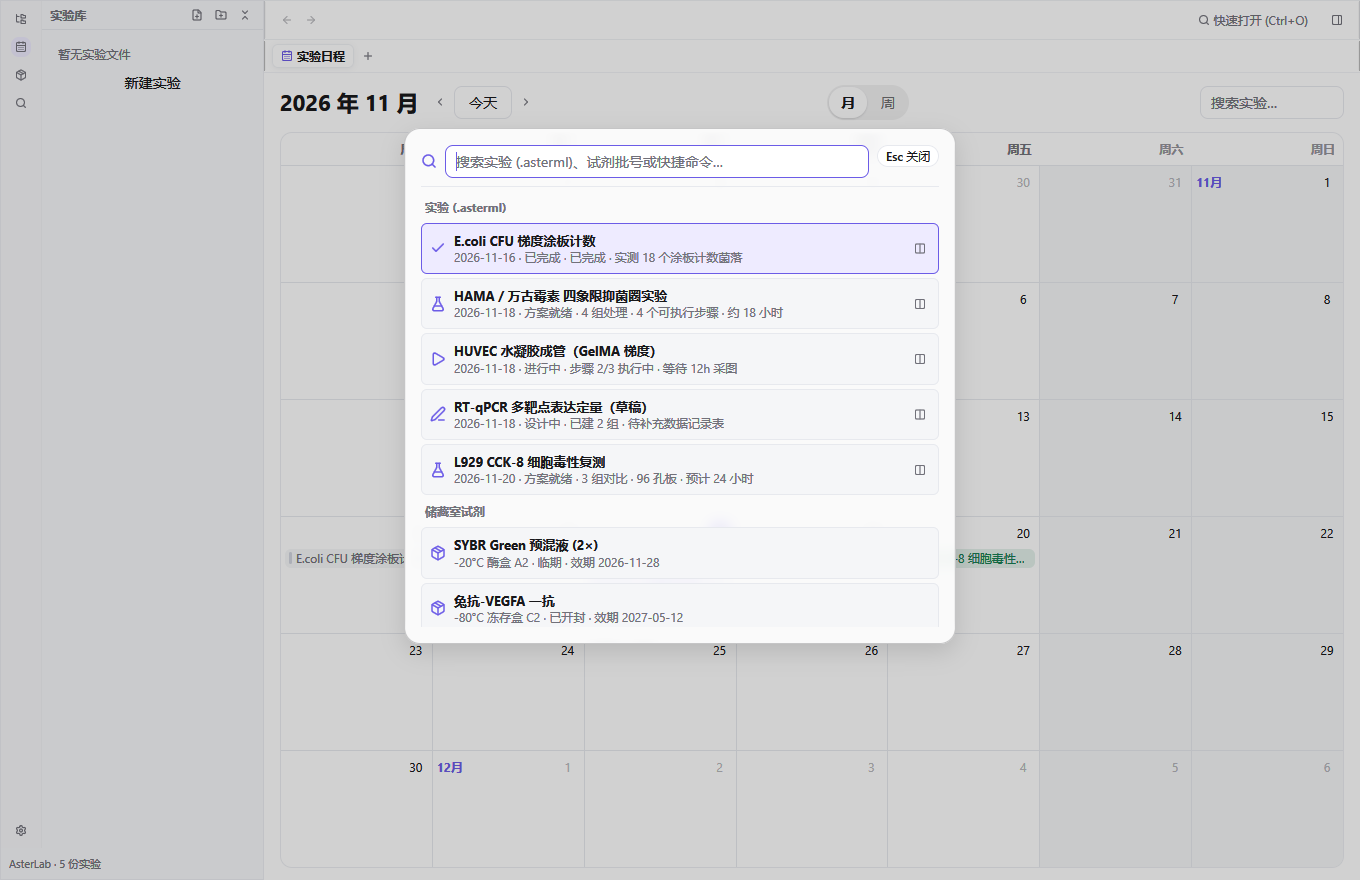 实验库
快速打开 (Ctrl+O)
暂无实验文件
新建实验
实验日程
2026 年 11 月
今天
月
周
搜索实验...
周五
周六
周日
搜索实验 (.asterml)、试剂批号或快捷命令...
Esc 关闭
实验 (.asterml)
E.coli CFU 梯度涂板计数
2026-11-16 · 已完成 · 已完成 · 实测 18 个涂板计数菌落
HAMA / 万古霉素 四象限抑菌圈实验
2026-11-18 · 方案就绪 · 4 组处理 · 4 个可执行步骤 · 约 18 小时
HUVEC 水凝胶成管（GelMA 梯度）
2026-11-18 · 进行中 · 步骤 2/3 执行中 · 等待 12h 采图
RT-qPCR 多靶点表达定量（草稿）
2026-11-18 · 设计中 · 已建 2 组 · 待补充数据记录表
L929 CCK-8 细胞毒性复测
2026-11-20 · 方案就绪 · 3 组对比 · 96 孔板 · 预计 24 小时
储藏室试剂
SYBR Green 预混液 (2×)
-20°C 酶盒 A2 · 临期 · 效期 2026-11-28
兔抗-VEGFA 一抗
-80°C 冻存盒 C2 · 已开封 · 效期 2027-05-12
30
31
11月
1
6
7
8
13
14
15
20
21
22
E.coli CFU 梯度涂板
-8 细胞毒性...
23
24
25
26
27
28
29
30
12月
1
2
3
4
5
6
AsterLab · 5 份实验